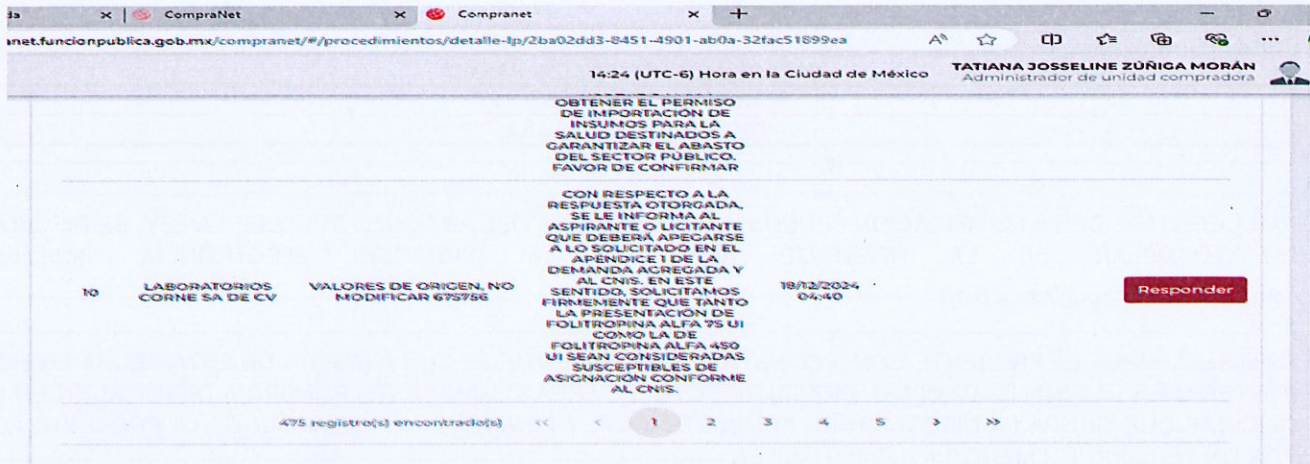 CompraNet
Compranet
net.funcionpublica.gob.mx/compranet/#/procedimientos/detalle-lp/2ba02dd3-8451-4901-ab0a-32fac51899ea
14:24 (UTC-6) Hora en la Ciudad de México
TATIANA JOSSELINE ZÚÑIGA MORÁN
Administrador de unidad compradora
OBTENER EL PERMISO
DE IMPORTACIÓN DE
INSUMOS PARA LA
SALUD DESTINADOS A
GARANTIZAR EL ABASTO
DEL SECTOR PÚBLICO.
FAVOR DE CONFIRMAR
10
LABORATORIOS
CORNE SA DE CV
VALORES DE ORIGEN, NO
MODIFICAR 675756
CON RESPECTO A LA
RESPUESTA OTORGADA,
SE LE INFORMA AL
ASPIRANTE O LICITANTE
QUE DEBERÁ APEGARSE
A LO SOLICITADO EN EL
APÉNDICE 1 DE LA
DEMANDA AGREGADA Y
AL CNIS. EN ESTE
SENTIDO, SOLICITAMOS
FIRMEMENTE QUE TANTO
LA PRESENTACIÓN DE
FOLITROPINA ALFA 75 UI
COMO LA DE
FOLITROPINA ALFA 450
UI SEAN CONSIDERADAS
SUSCEPTIBLES DE
ASIGNACIÓN CONFORME
AL CNIS.
18/12/2024
04:40
Responder
475 registro(s) encontrado(s) << < 1 2 3 4 5 > >>